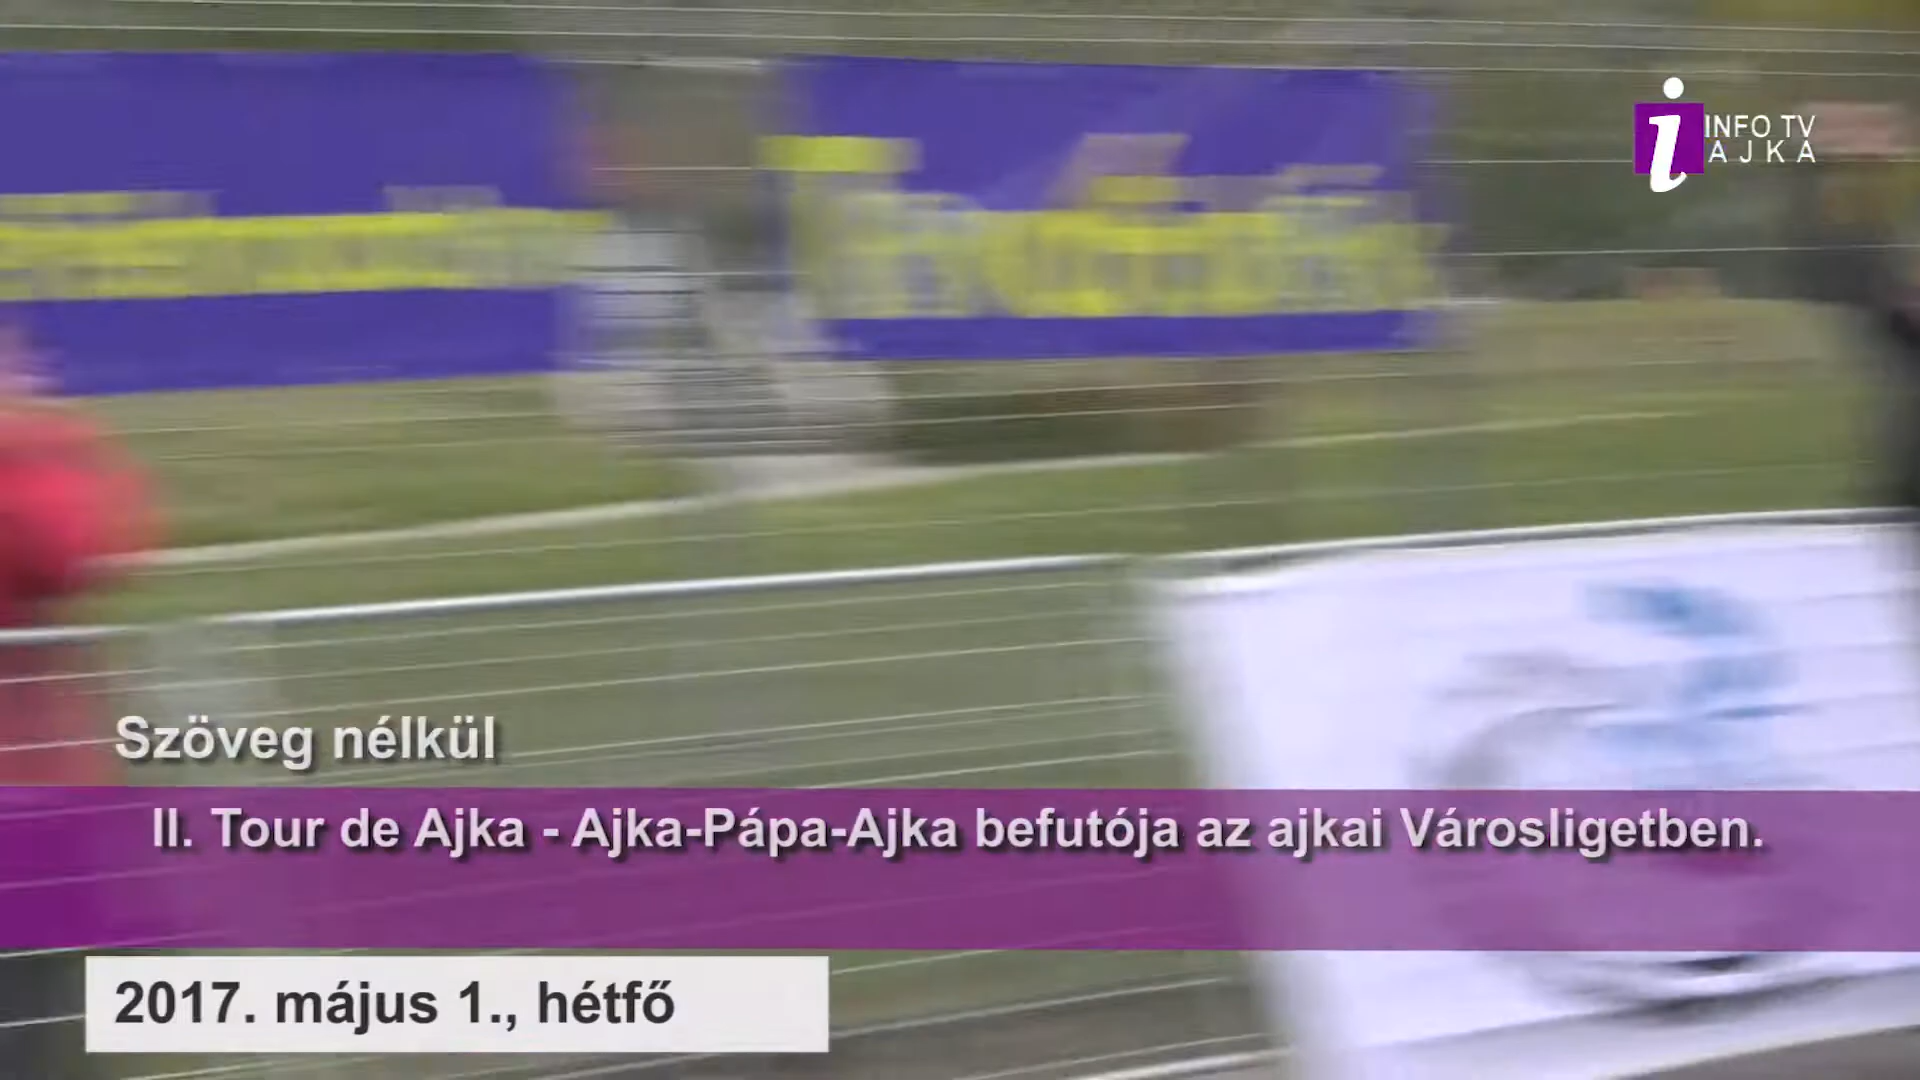 INFO TV
AJKA
Szöveg nélkül
II. Tour de Ajka - Ajka-Pápa-Ajka befutója az ajkai Városligetben.
2017. május 1., hétfő